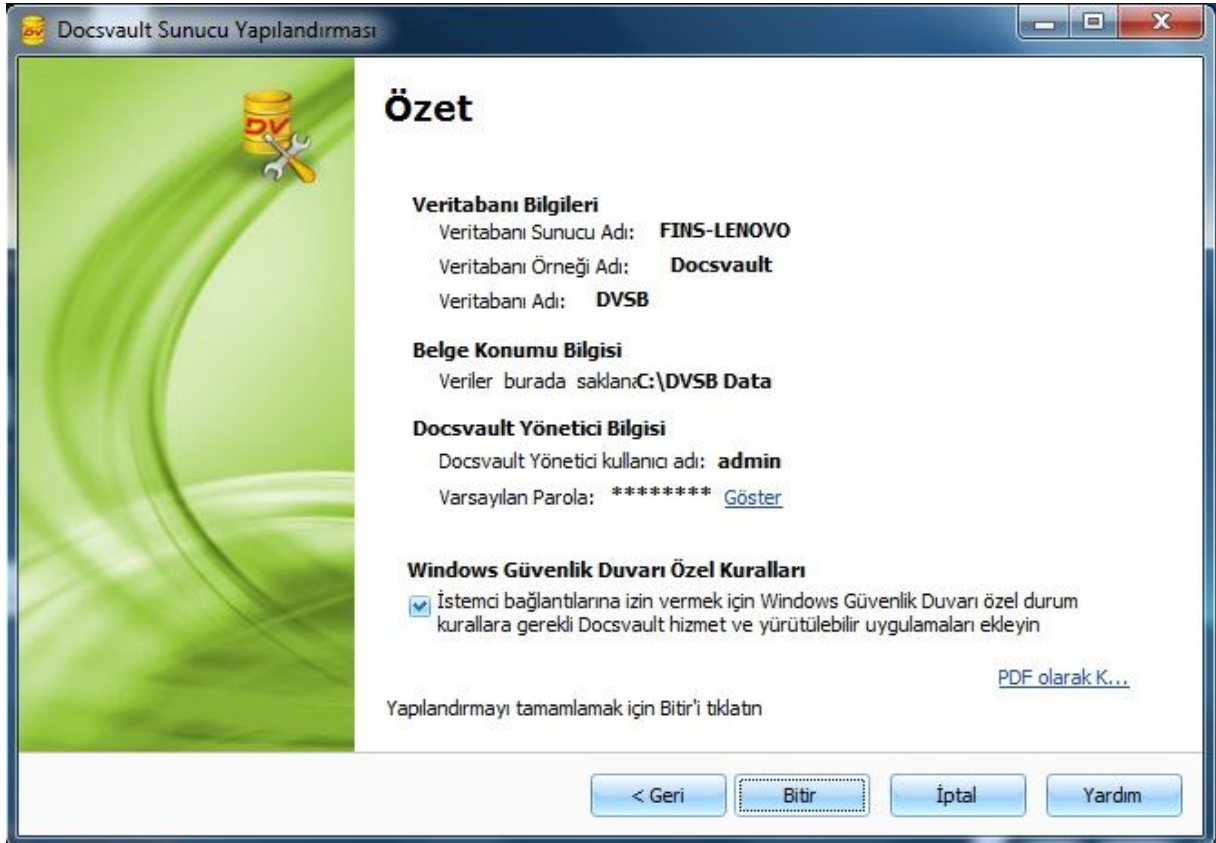 Docsvault Sunucu Yapılandırması
DV
DV
Özet
Veritabanı Bilgileri
Veritabanı Sunucu Adı: FINS-LENOVO
Veritabanı Örneği Adı: Docsvault
Veritabanı Adı: DVSB
Belge Konumu Bilgisi
Veriler burada saklana C:\DVSB Data
Docsvault Yönetici Bilgisi
Docsvault Yönetici kullanıcı adı: admin
Varsayılan Parola: ******** Göster
Windows Güvenlik Duvarı Özel Kuralları
İstemci bağlantılarına izin vermek için Windows Güvenlik Duvarı özel durum
kurallara gerekli Docsvault hizmet ve yürütülebilir uygulamaları ekleyin
PDF olarak K...
Yapılandırmayı tamamlamak için Bitir'i tıklatın
< Geri Bitir İptal Yardım